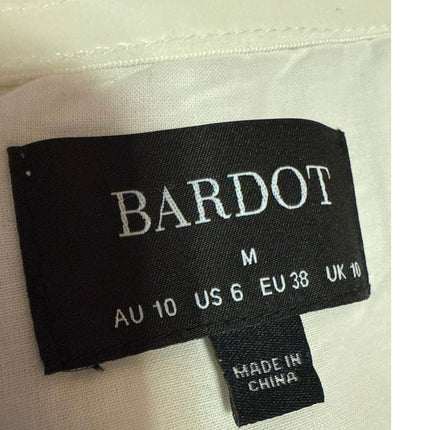 BARDOT
M
AU 10 US 6 EU 38 UK 10
MADE IN
CHINA